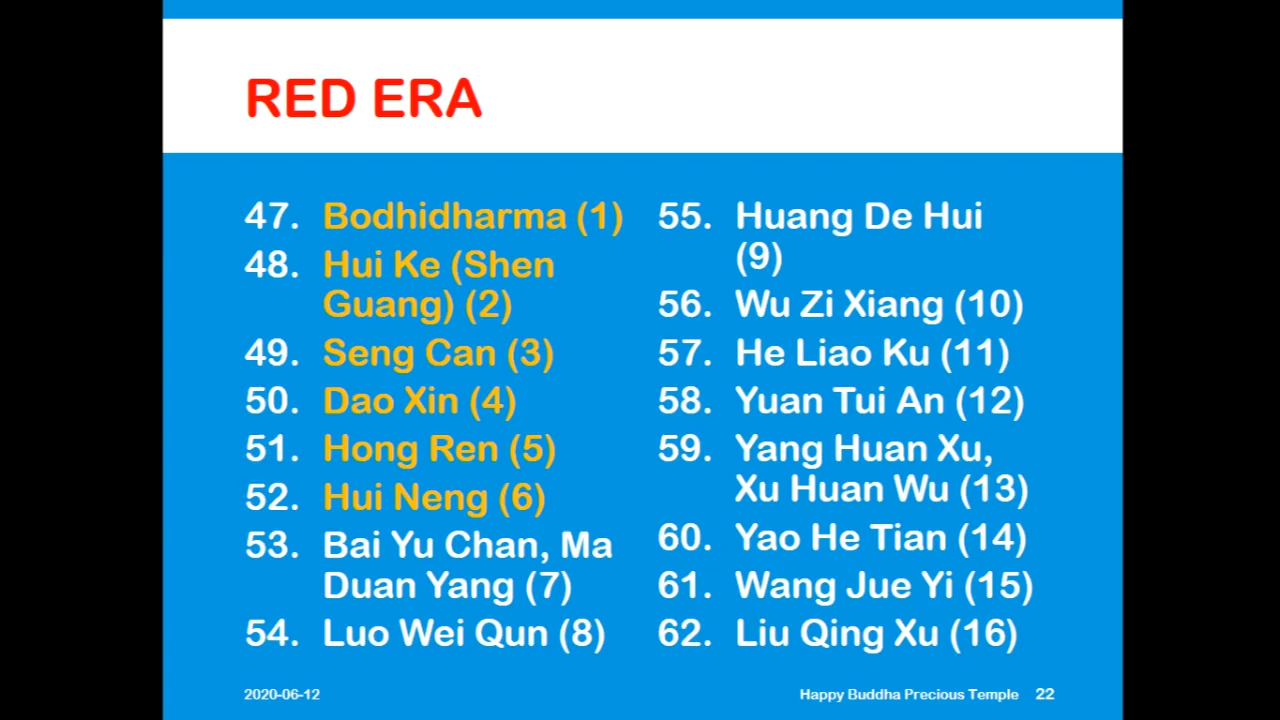 RED ERA
47. Bodhidharma (1)
48. Hui Ke (Shen
Guang) (2)
49. Seng Can (3)
50. Dao Xin (4)
51. Hong Ren (5)
52. Hui Neng (6)
53. Bai Yu Chan, Ma
Duan Yang (7)
54. Luo Wei Qun (8)
55. Huang De Hui
(9)
56. Wu Zi Xiang (10)
57. He Liao Ku (11)
58. Yuan Tui An (12)
59. Yang Huan Xu,
Xu Huan Wu (13)
60. Yao He Tian (14)
61. Wang Jue Yi (15)
62. Liu Qing Xu (16)
2020-06-12
Happy Buddha Precious Temple 22